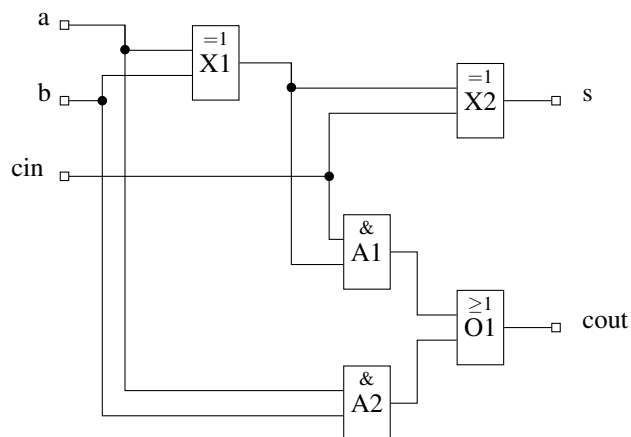 a
=1
X1
b
=1
X2
s
cin
&
A1
≥1
O1
cout
&
A2